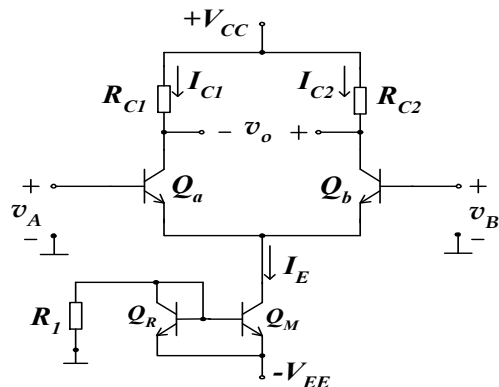 +V_CC
I_C1 I_C2
R_C1 R_C2
- v_o +
+ Q_a Q_b +
v_A v_B
- -
I_E
R_1 Q_R Q_M
-V_EE